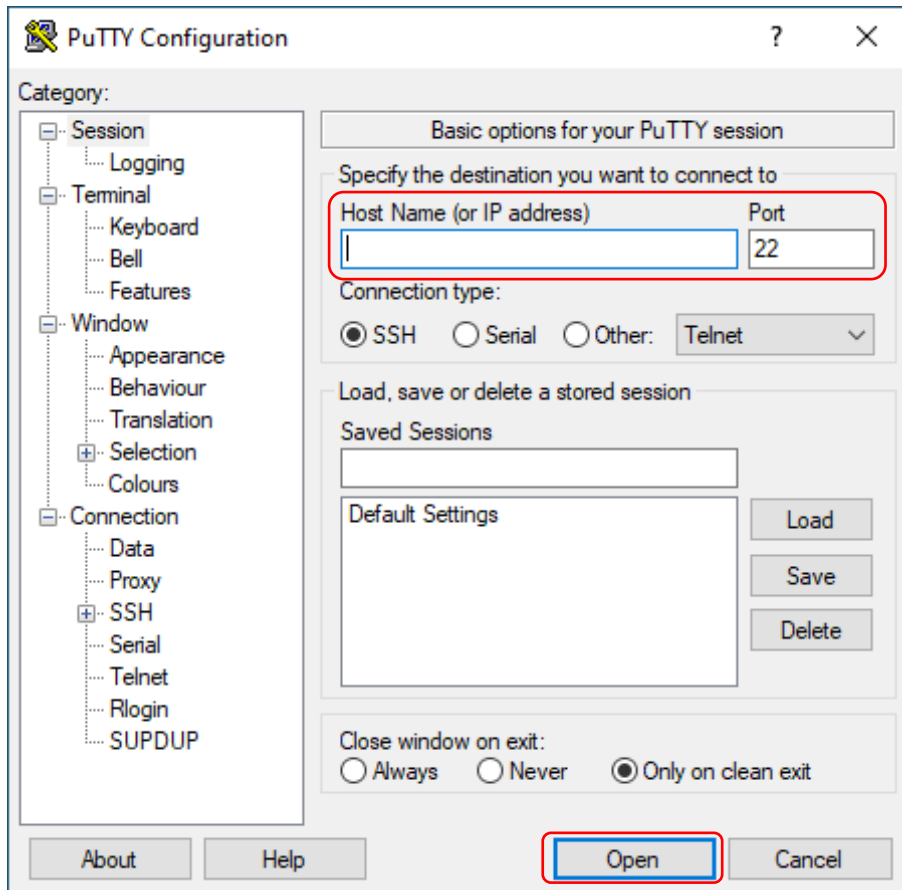 PuTTY Configuration
?
Category:
Session
Logging
Terminal
Keyboard
Bell
Features
Window
Appearance
Behaviour
Translation
Selection
Colours
Connection
Data
Proxy
SSH
Serial
Telnet
Rlogin
SUPDUP
Basic options for your PuTTY session
Specify the destination you want to connect to
Host Name (or IP address) Port
22
Connection type:
SSH Serial Other: Telnet
Load, save or delete a stored session
Saved Sessions
Default Settings
Load
Save
Delete
Close window on exit:
Always Never Only on clean exit
About Help Open Cancel